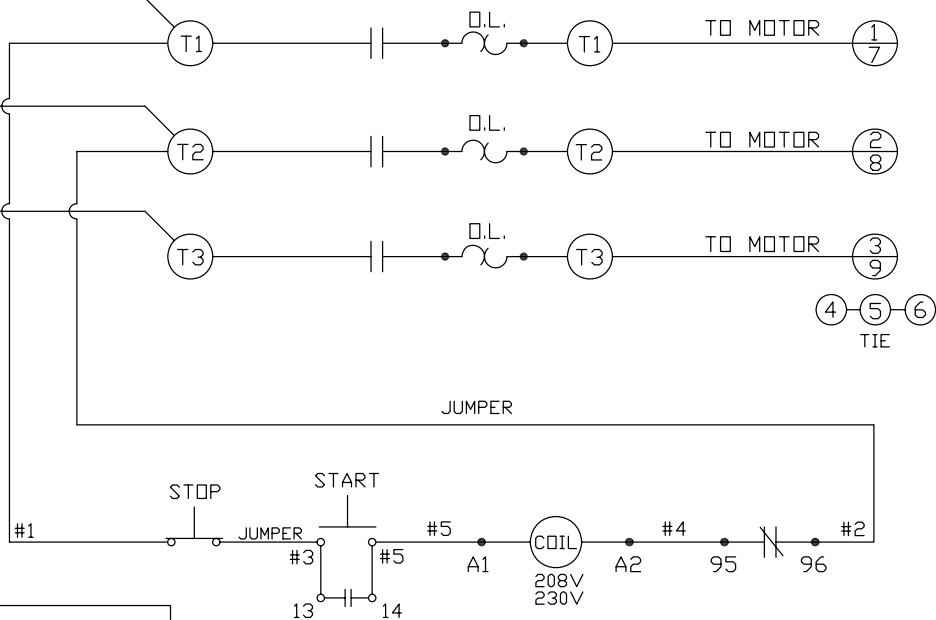 O.L.
T1 T1 TO MOTOR 1
7
O.L.
T2 T2 TO MOTOR 2
8
O.L.
T3 T3 TO MOTOR 3
9
4 5 6
TIE
JUMPER
START
STOP
#1 JUMPER #3 #5 #5 COIL #4 #2
A1 A2 95 96
208V
230V
13 14